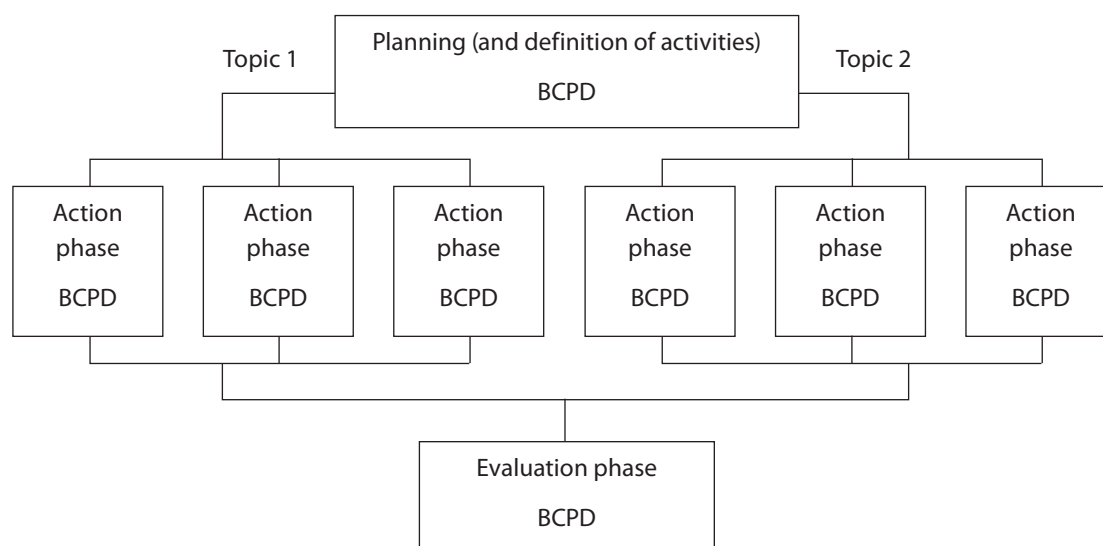 Planning (and definition of activities)
BCPD
Topic 1
Topic 2
Action
phase
BCPD
Action
phase
BCPD
Action
phase
BCPD
Action
phase
BCPD
Action
phase
BCPD
Action
phase
BCPD
Evaluation phase
BCPD